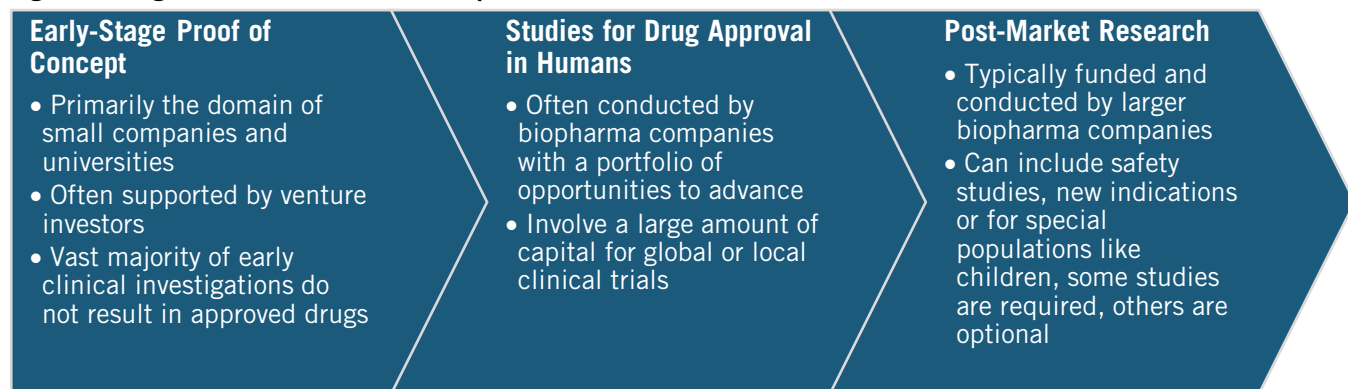 Early-Stage Proof of
Concept
• Primarily the domain of
small companies and
universities
• Often supported by venture
investors
• Vast majority of early
clinical investigations do
not result in approved drugs
Studies for Drug Approval
in Humans
• Often conducted by
biopharma companies
with a portfolio of
opportunities to advance
• Involve a large amount of
capital for global or local
clinical trials
Post-Market Research
• Typically funded and
conducted by larger
biopharma companies
• Can include safety
studies, new indications
or for special
populations like
children, some studies
are required, others are
optional